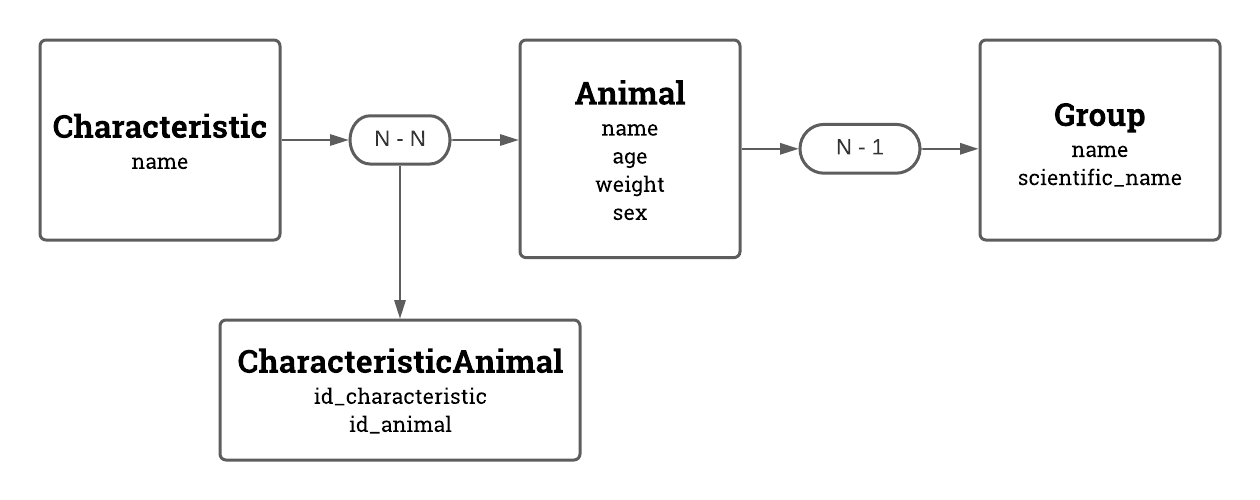 Characteristic
name
N - N
Animal
name
age
weight
sex
N - 1
Group
name
scientific_name
CharacteristicAnimal
id_characteristic
id_animal